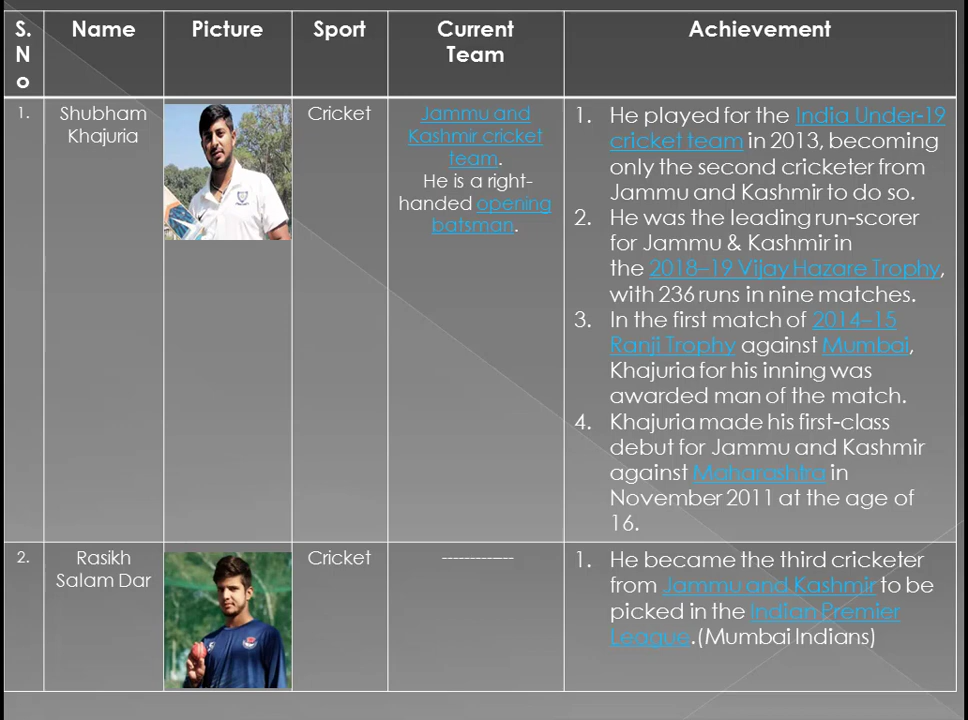 S.
N
o
Name
Picture
Sport
Current
Team
Achievement
1.
Shubham
Khajuria
Cricket
Jammu and
Kashmir cricket
team.
He is a right-
handed opening
batsman.
1. He played for the India Under-19
cricket team in 2013, becoming
only the second cricketer from
Jammu and Kashmir to do so.
2. He was the leading run-scorer
for Jammu & Kashmir in
the 2018–19 Vijay Hazare Trophy,
with 236 runs in nine matches.
3. In the first match of 2014–15
Ranji Trophy against Mumbai,
Khajuria for his inning was
awarded man of the match.
4. Khajuria made his first-class
debut for Jammu and Kashmir
against Maharashtra in
November 2011 at the age of
16.
2.
Rasikh
Salam Dar
Cricket
-------------
1. He became the third cricketer
from Jammu and Kashmir to be
picked in the Indian Premier
League.(Mumbai Indians)